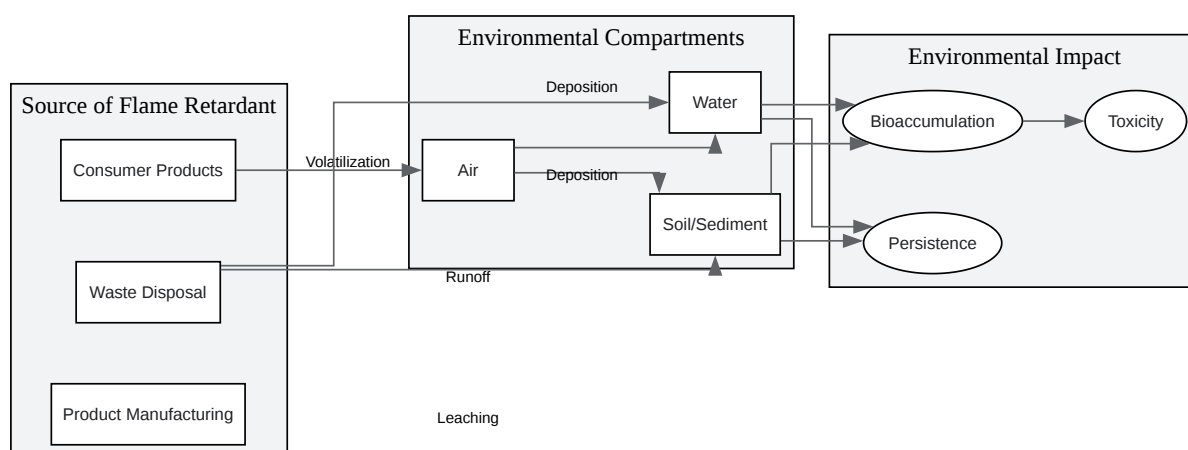 Source of Flame Retardant
Consumer Products
Waste Disposal
Product Manufacturing
Volatilization
Environmental Compartments
Deposition
Water
Air
Deposition
Soil/Sediment
Runoff
Leaching
Environmental Impact
Bioaccumulation
Toxicity
Persistence